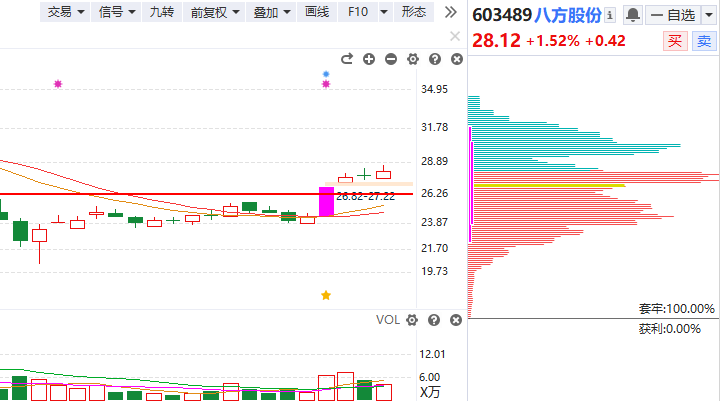 交易 信号 九转 前复权 叠加 画线 F10 形态
603489 八方股份 自选
28.12 +1.52% +0.42 买 卖
34.95
31.78
28.89
26.82-27.22
26.26
23.87
21.70
19.73
套牢:100.00%
获利:0.00%
VOL
12.01
6.00
X万